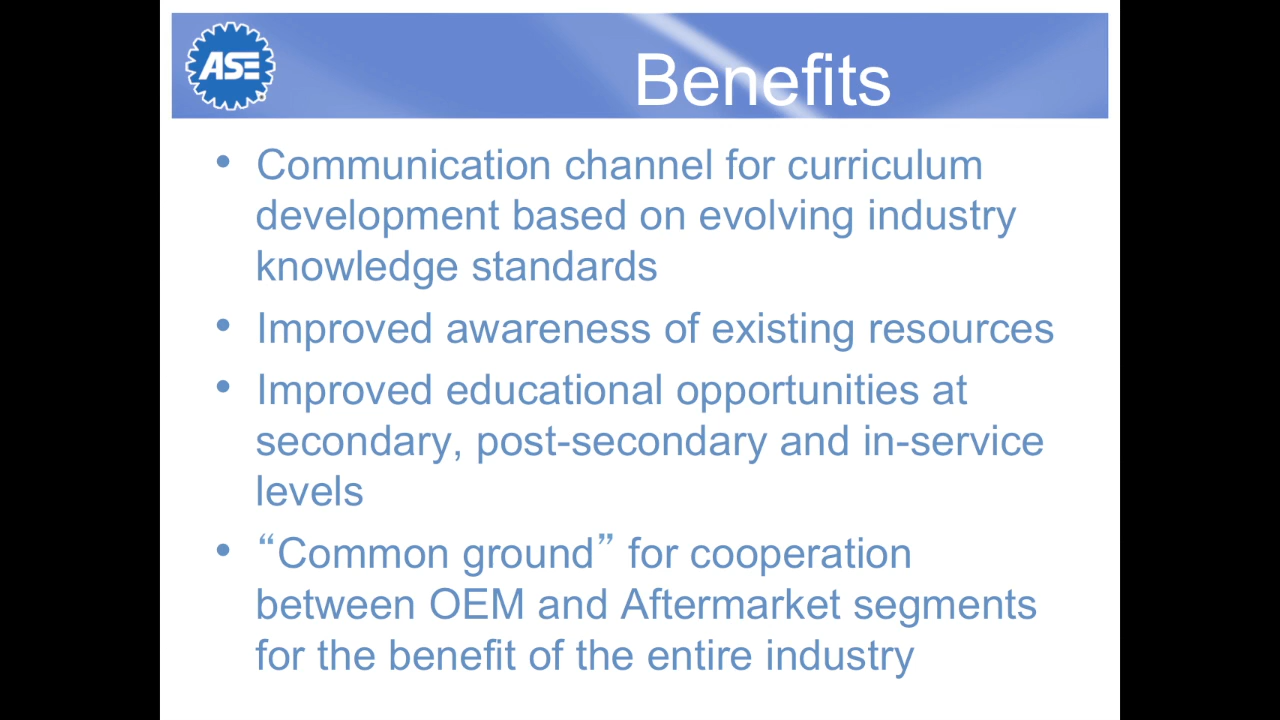 ASE
Benefits
• Communication channel for curriculum
development based on evolving industry
knowledge standards
• Improved awareness of existing resources
• Improved educational opportunities at
secondary, post-secondary and in-service
levels
• “Common ground” for cooperation
between OEM and Aftermarket segments
for the benefit of the entire industry